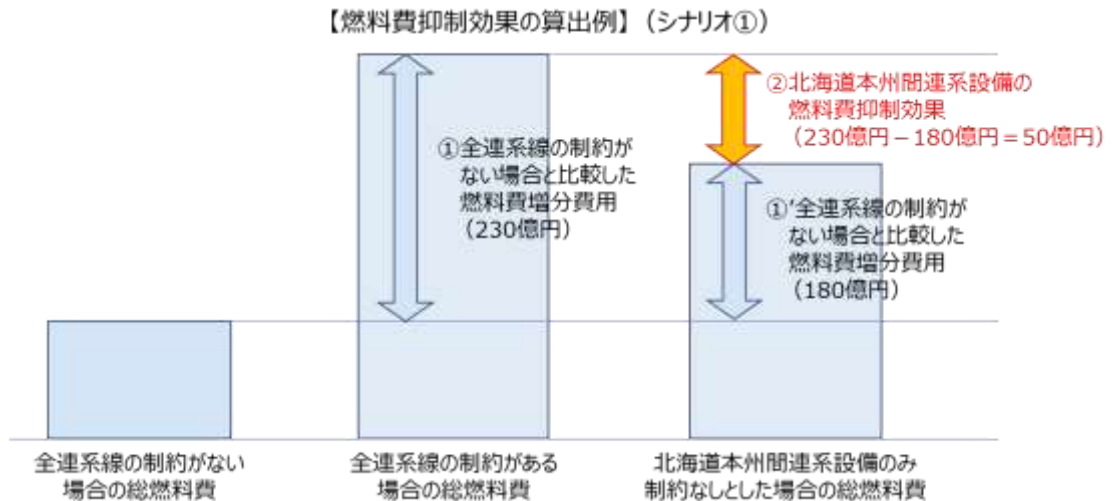 【燃料費抑制効果の算出例】（シナリオ①）
①全連系線の制約が
ない場合と比較した
燃料費増分費用
（230億円）
②北海道本州間連系設備の
燃料費抑制効果
（230億円－180億円＝50億円）
①’全連系線の制約が
ない場合と比較した
燃料費増分費用
（180億円）
全連系線の制約がない
場合の総燃料費
全連系線の制約がある
場合の総燃料費
北海道本州間連系設備のみ
制約なしとした場合の総燃料費